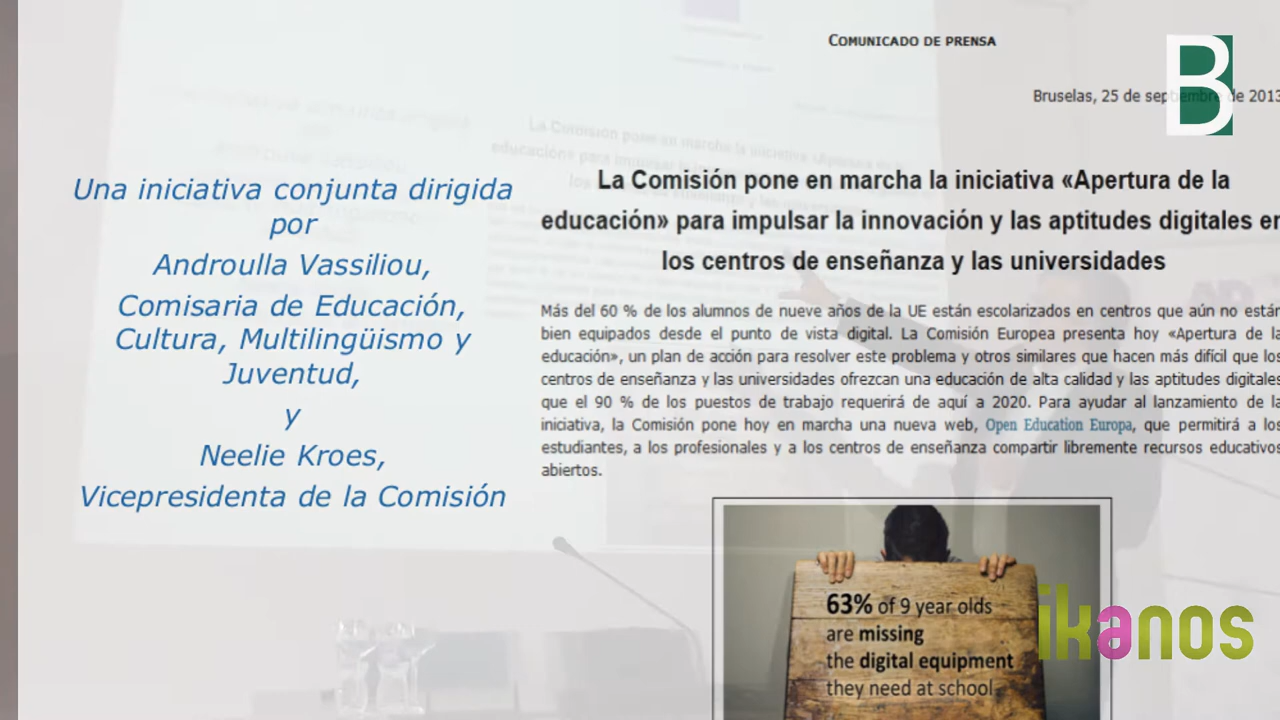 Una iniciativa conjunta dirigida
por
Androulla Vassiliou,
Comisaria de Educación,
Cultura, Multilingüismo y
Juventud,
y
Neelie Kroes,
Vicepresidenta de la Comisión
COMUNICADO DE PRENSA
B
Bruselas, 25 de septiembre de 2013
La Comisión pone en marcha la iniciativa «Apertura de la
educación» para impulsar la innovación y las aptitudes digitales en
los centros de enseñanza y las universidades
Más del 60 % de los alumnos de nueve años de la UE están escolarizados en centros que aún no están
bien equipados desde el punto de vista digital. La Comisión Europea presenta hoy «Apertura de la
educación», un plan de acción para resolver este problema y otros similares que hacen más difícil que los
centros de enseñanza y las universidades ofrezcan una educación de alta calidad y las aptitudes digitales
que el 90 % de los puestos de trabajo requerirá de aquí a 2020. Para ayudar al lanzamiento de la
iniciativa, la Comisión pone hoy en marcha una nueva web, Open Education Europa, que permitirá a los
estudiantes, a los profesionales y a los centros de enseñanza compartir libremente recursos educativos
abiertos.
63% of 9 year olds
are missing
the digital equipment
they need at school
ikanos